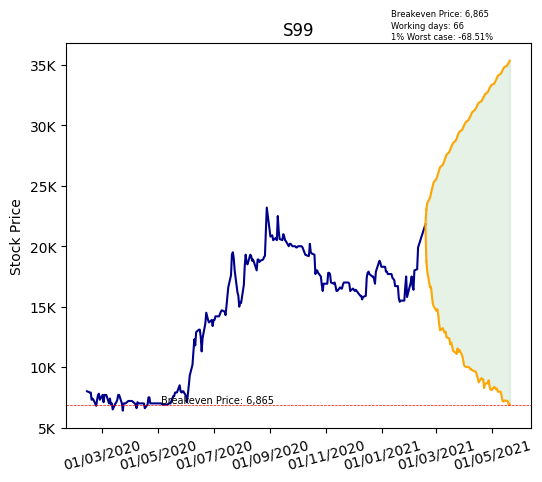 Breakeven Price: 6,865
Working days: 66
1% Worst case: -68.51%
S99
Stock Price
35K
30K
25K
20K
15K
10K
5K
Breakeven Price: 6,865
01/03/2020
01/05/2020
01/07/2020
01/09/2020
01/11/2020
01/01/2021
01/03/2021
01/05/2021